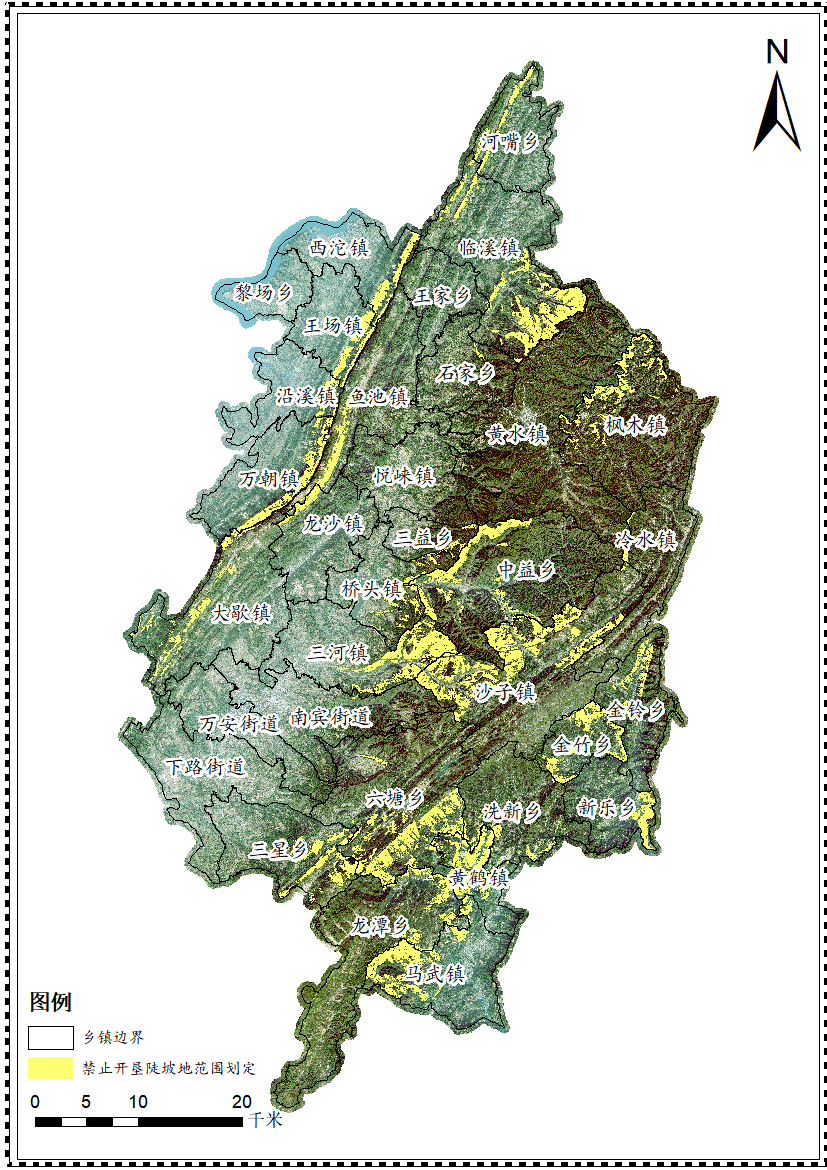 N
河嘴乡
西沱镇
临溪镇
黎场乡
王家乡
王场镇
石家乡
沿溪镇
鱼池镇
黄水镇
枫木镇
万朝镇
悦崃镇
龙沙镇
三益乡
冷水镇
中益乡
桥头镇
大歇镇
三河镇
沙子镇
金铃乡
万安街道
南宾街道
金竹乡
下路街道
六塘乡
洗新乡
新乐乡
三星乡
黄鹤镇
龙潭乡
马武镇
图例
乡镇边界
禁止开垦陡坡地范围划定
0 5 10 20
千米